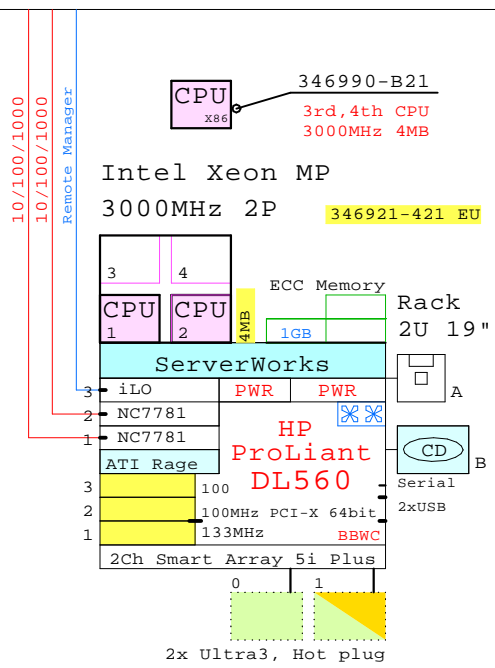 346990-B21
CPU
X86
3rd,4th CPU
3000MHz 4MB
10/100/1000
10/100/1000
Remote Manager
Intel Xeon MP
3000MHz 2P
346921-421 EU
3 4
CPU CPU
1 2
4MB
ECC Memory
1GB
Rack
2U 19"
ServerWorks
3 iLO
PWR PWR
A
2 NC7781
1 NC7781
HP
ProLiant
DL560
ATI Rage
CD
B
3 100
Serial
2 100MHz PCI-X 64bit
2xUSB
1 133MHz
BBWC
2Ch Smart Array 5i Plus
0 1
2x Ultra3, Hot plug